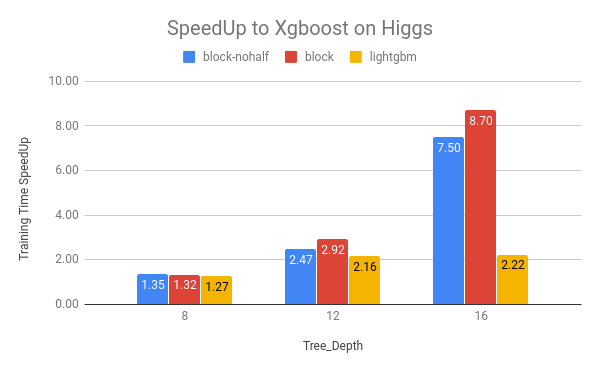 SpeedUp to Xgboost on Higgs
block-nohalf block lightgbm
Training Time SpeedUp
10.00
8.00
6.00
4.00
2.00
0.00
1.35 1.32 1.27
2.47 2.92 2.16
7.50 8.70 2.22
8 12 16
Tree_Depth